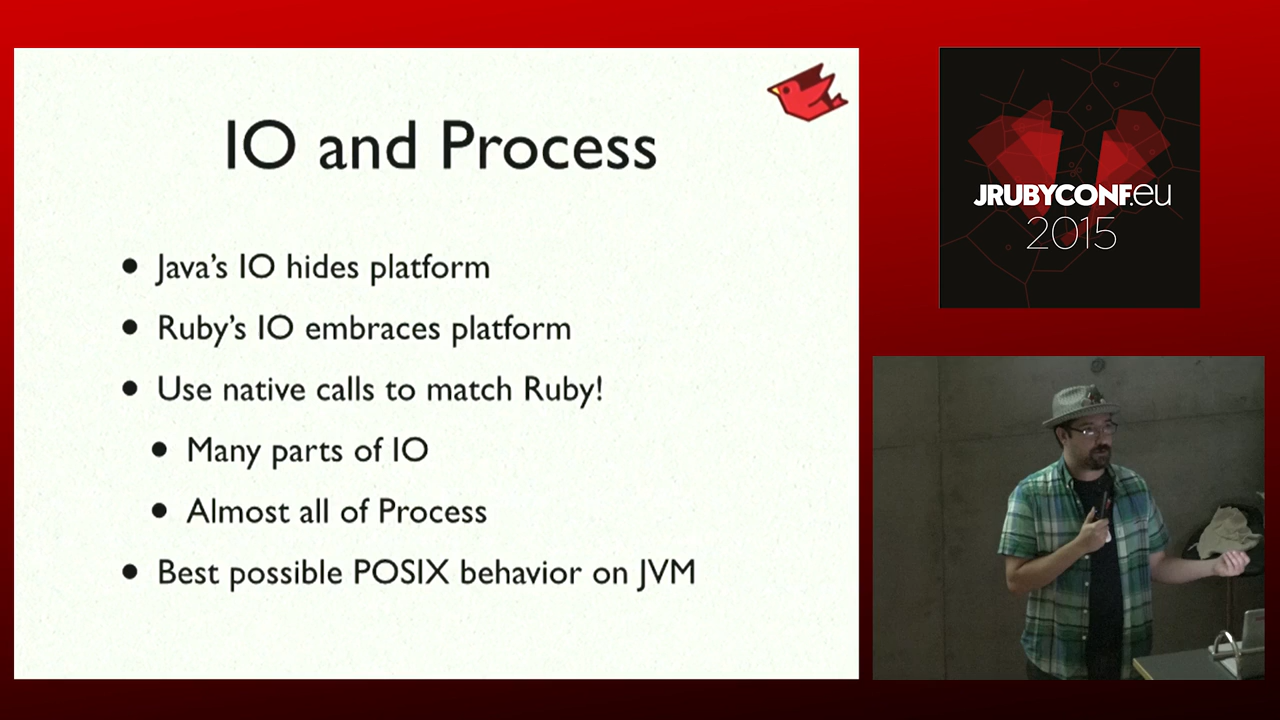 IO and Process
Java's IO hides platform
Ruby's IO embraces platform
Use native calls to match Ruby!
Many parts of IO
Almost all of Process
Best possible POSIX behavior on JVM
JRUBYCONF.eu
2015